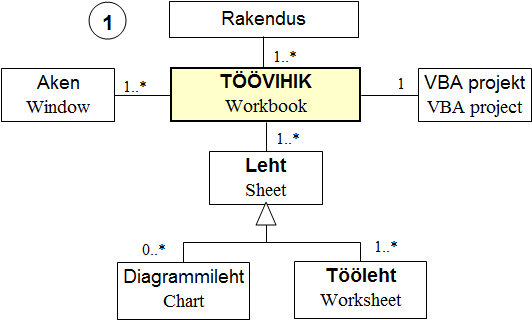 1
Rakendus
1..*
Aken
Window
1..*
TÖÖVIHIK
Workbook
1
VBA projekt
VBA project
1..*
Leht
Sheet
0..*
1..*
Diagrammileht
Chart
Tööleht
Worksheet